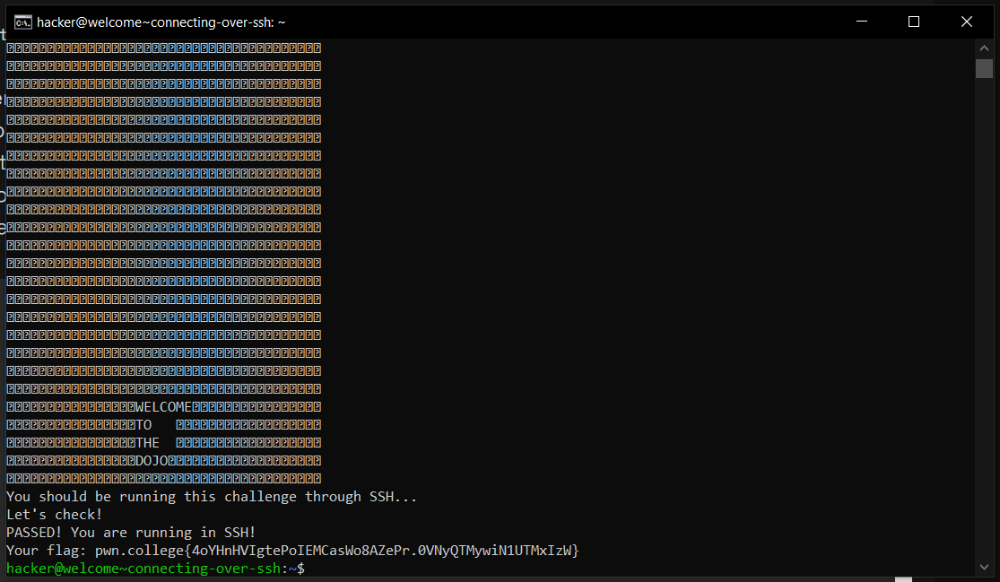 hacker@welcome~connecting-over-ssh: ~
WELCOME
TO
THE
DOJO
You should be running this challenge through SSH...
Let's check!
PASSED! You are running in SSH!
Your flag: pwn.college{4oYHnHVIgtePoIEMCasWo8AZePr.0VNyQTMywiN1UTMxIzW}
hacker@welcome~connecting-over-ssh:~$